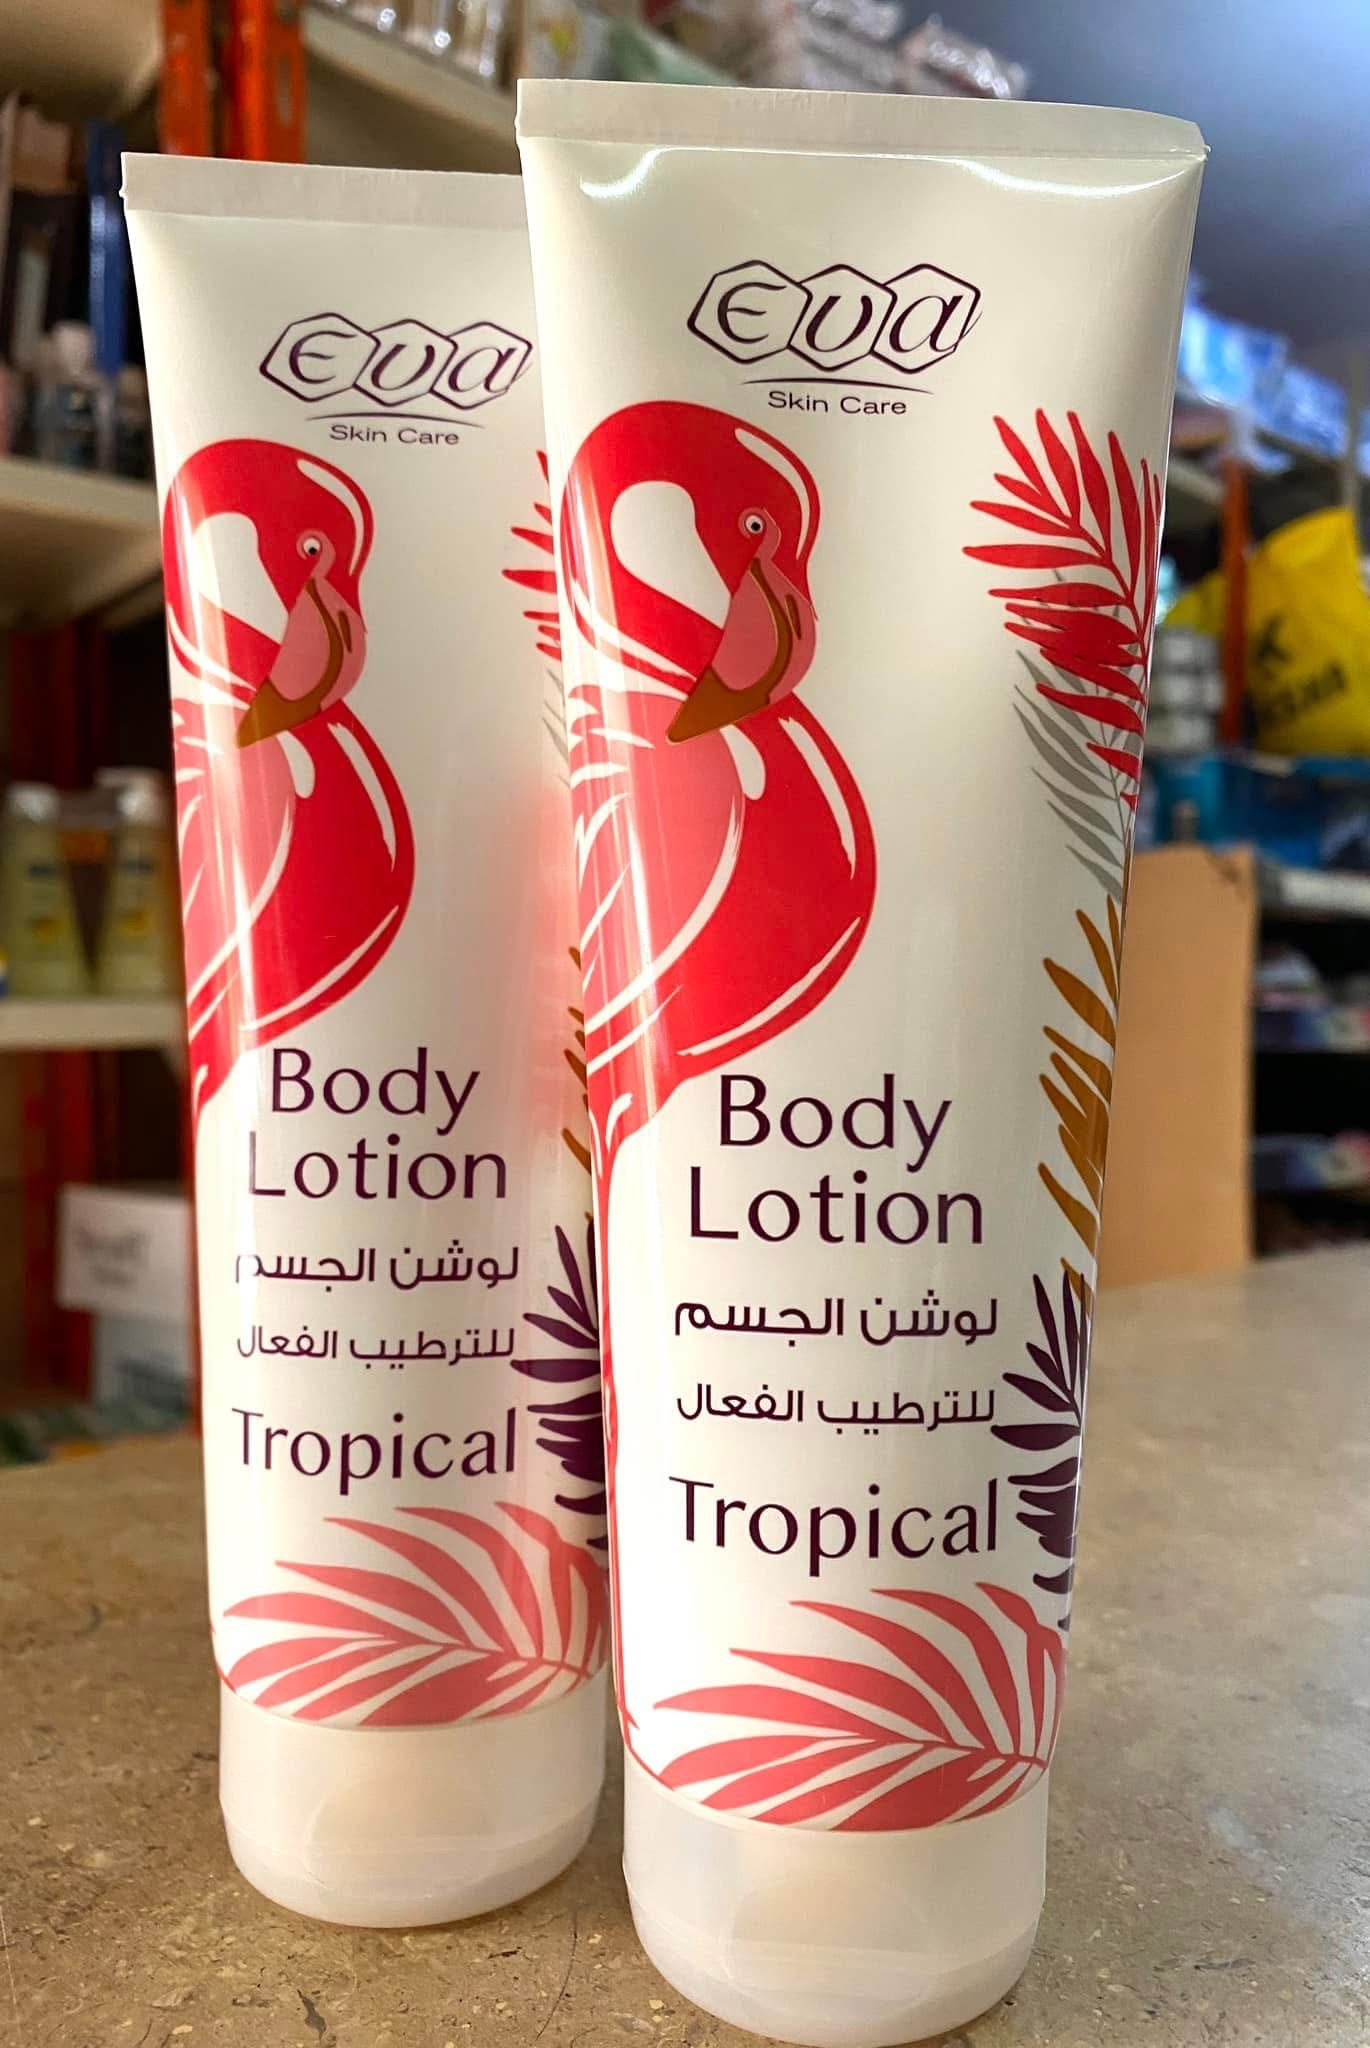 Eva
Skin Care
Body
Lotion
لوشن الجسم
للترطيب الفعال
Tropical
Eva
Skin Care
Body
Lotion
لوشن الجسم
للترطيب الفعال
Tropical